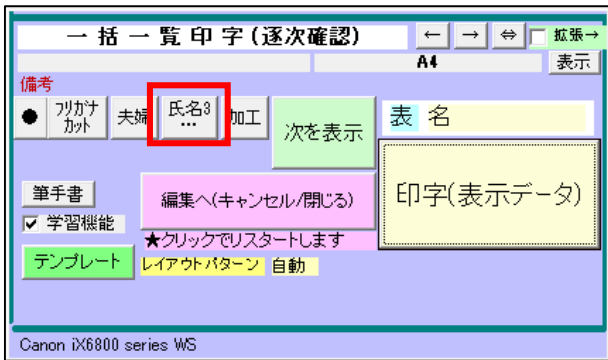 一 括 一 覧 印 字 (逐次確認)
← → ⇔ 拡張→
A4 表示
備考
● フリガナ
カット 夫婦 氏名3
… 加工 次を表示 表 名
筆手書 編集へ(キャンセル/閉じる) 印字(表示データ)
学習機能
★クリックでリスタートします
テンプレート レイアウトパターン 自動
Canon iX6800 series WS